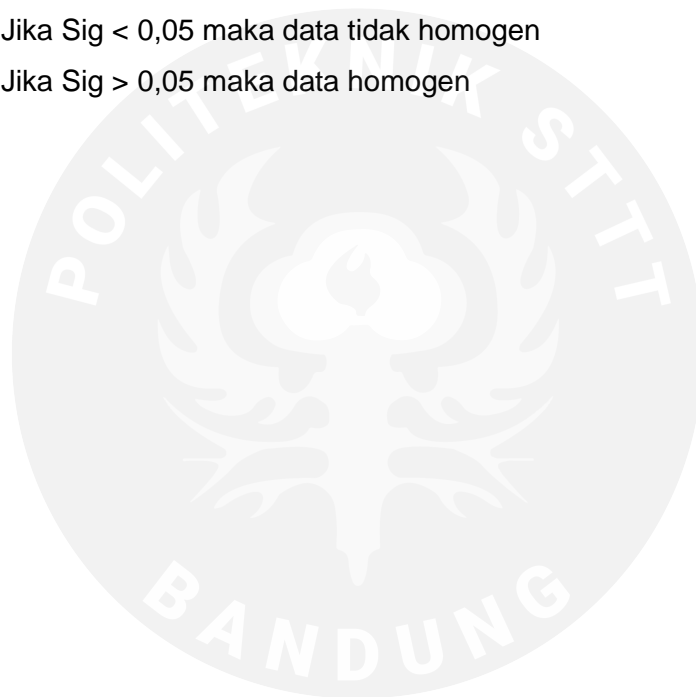 Jika Sig < 0,05 maka data tidak homogen
Jika Sig > 0,05 maka data homogen
POLITEKNIK STTT
BANDUNG